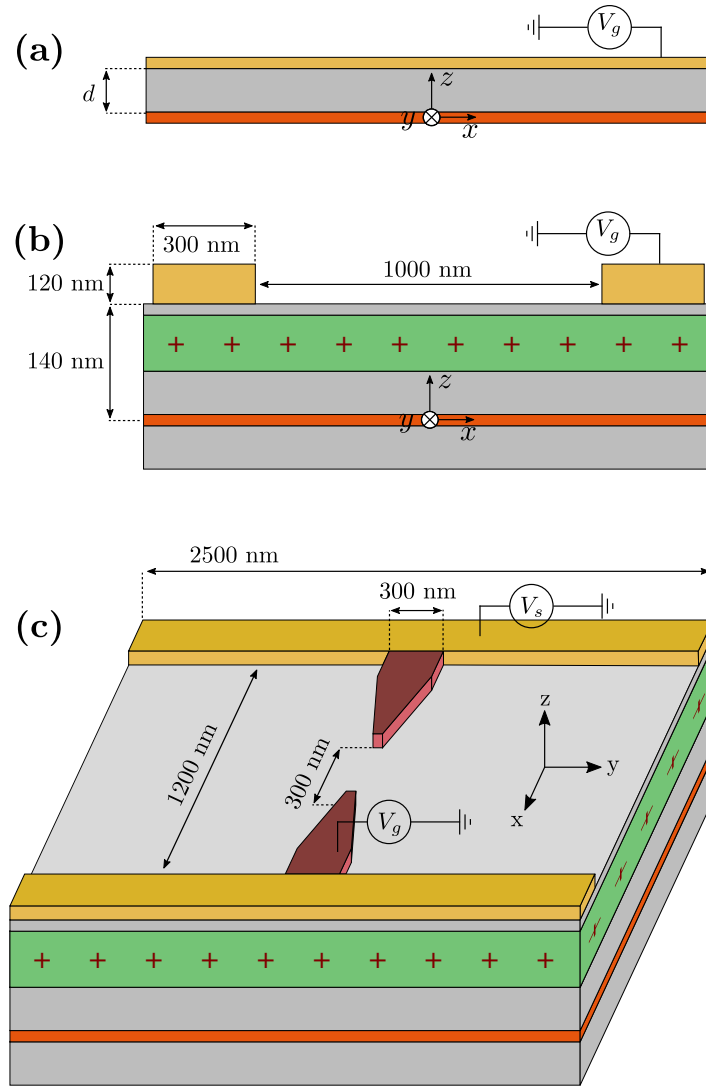 (a)
V_g
d
z
y
x
(b)
300 nm
V_g
120 nm
1000 nm
140 nm
+ + + + + + + + + +
z
y
x
2500 nm
300 nm
(c)
V_s
1200 nm
300 nm
z
y
x
V_g
+ + + + + + + + + +
+ + + + +